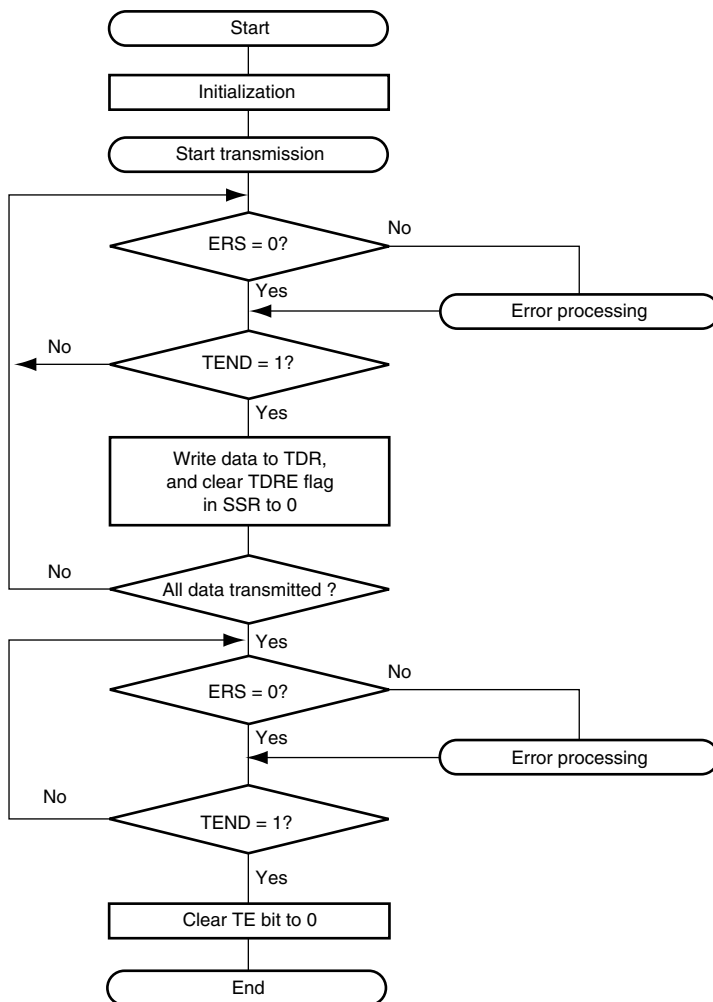 Start
Initialization
Start transmission
ERS = 0?
No
Yes
Error processing
No
TEND = 1?
Yes
Write data to TDR,
and clear TDRE flag
in SSR to 0
No
All data transmitted ?
Yes
ERS = 0?
No
Yes
Error processing
No
TEND = 1?
Yes
Clear TE bit to 0
End